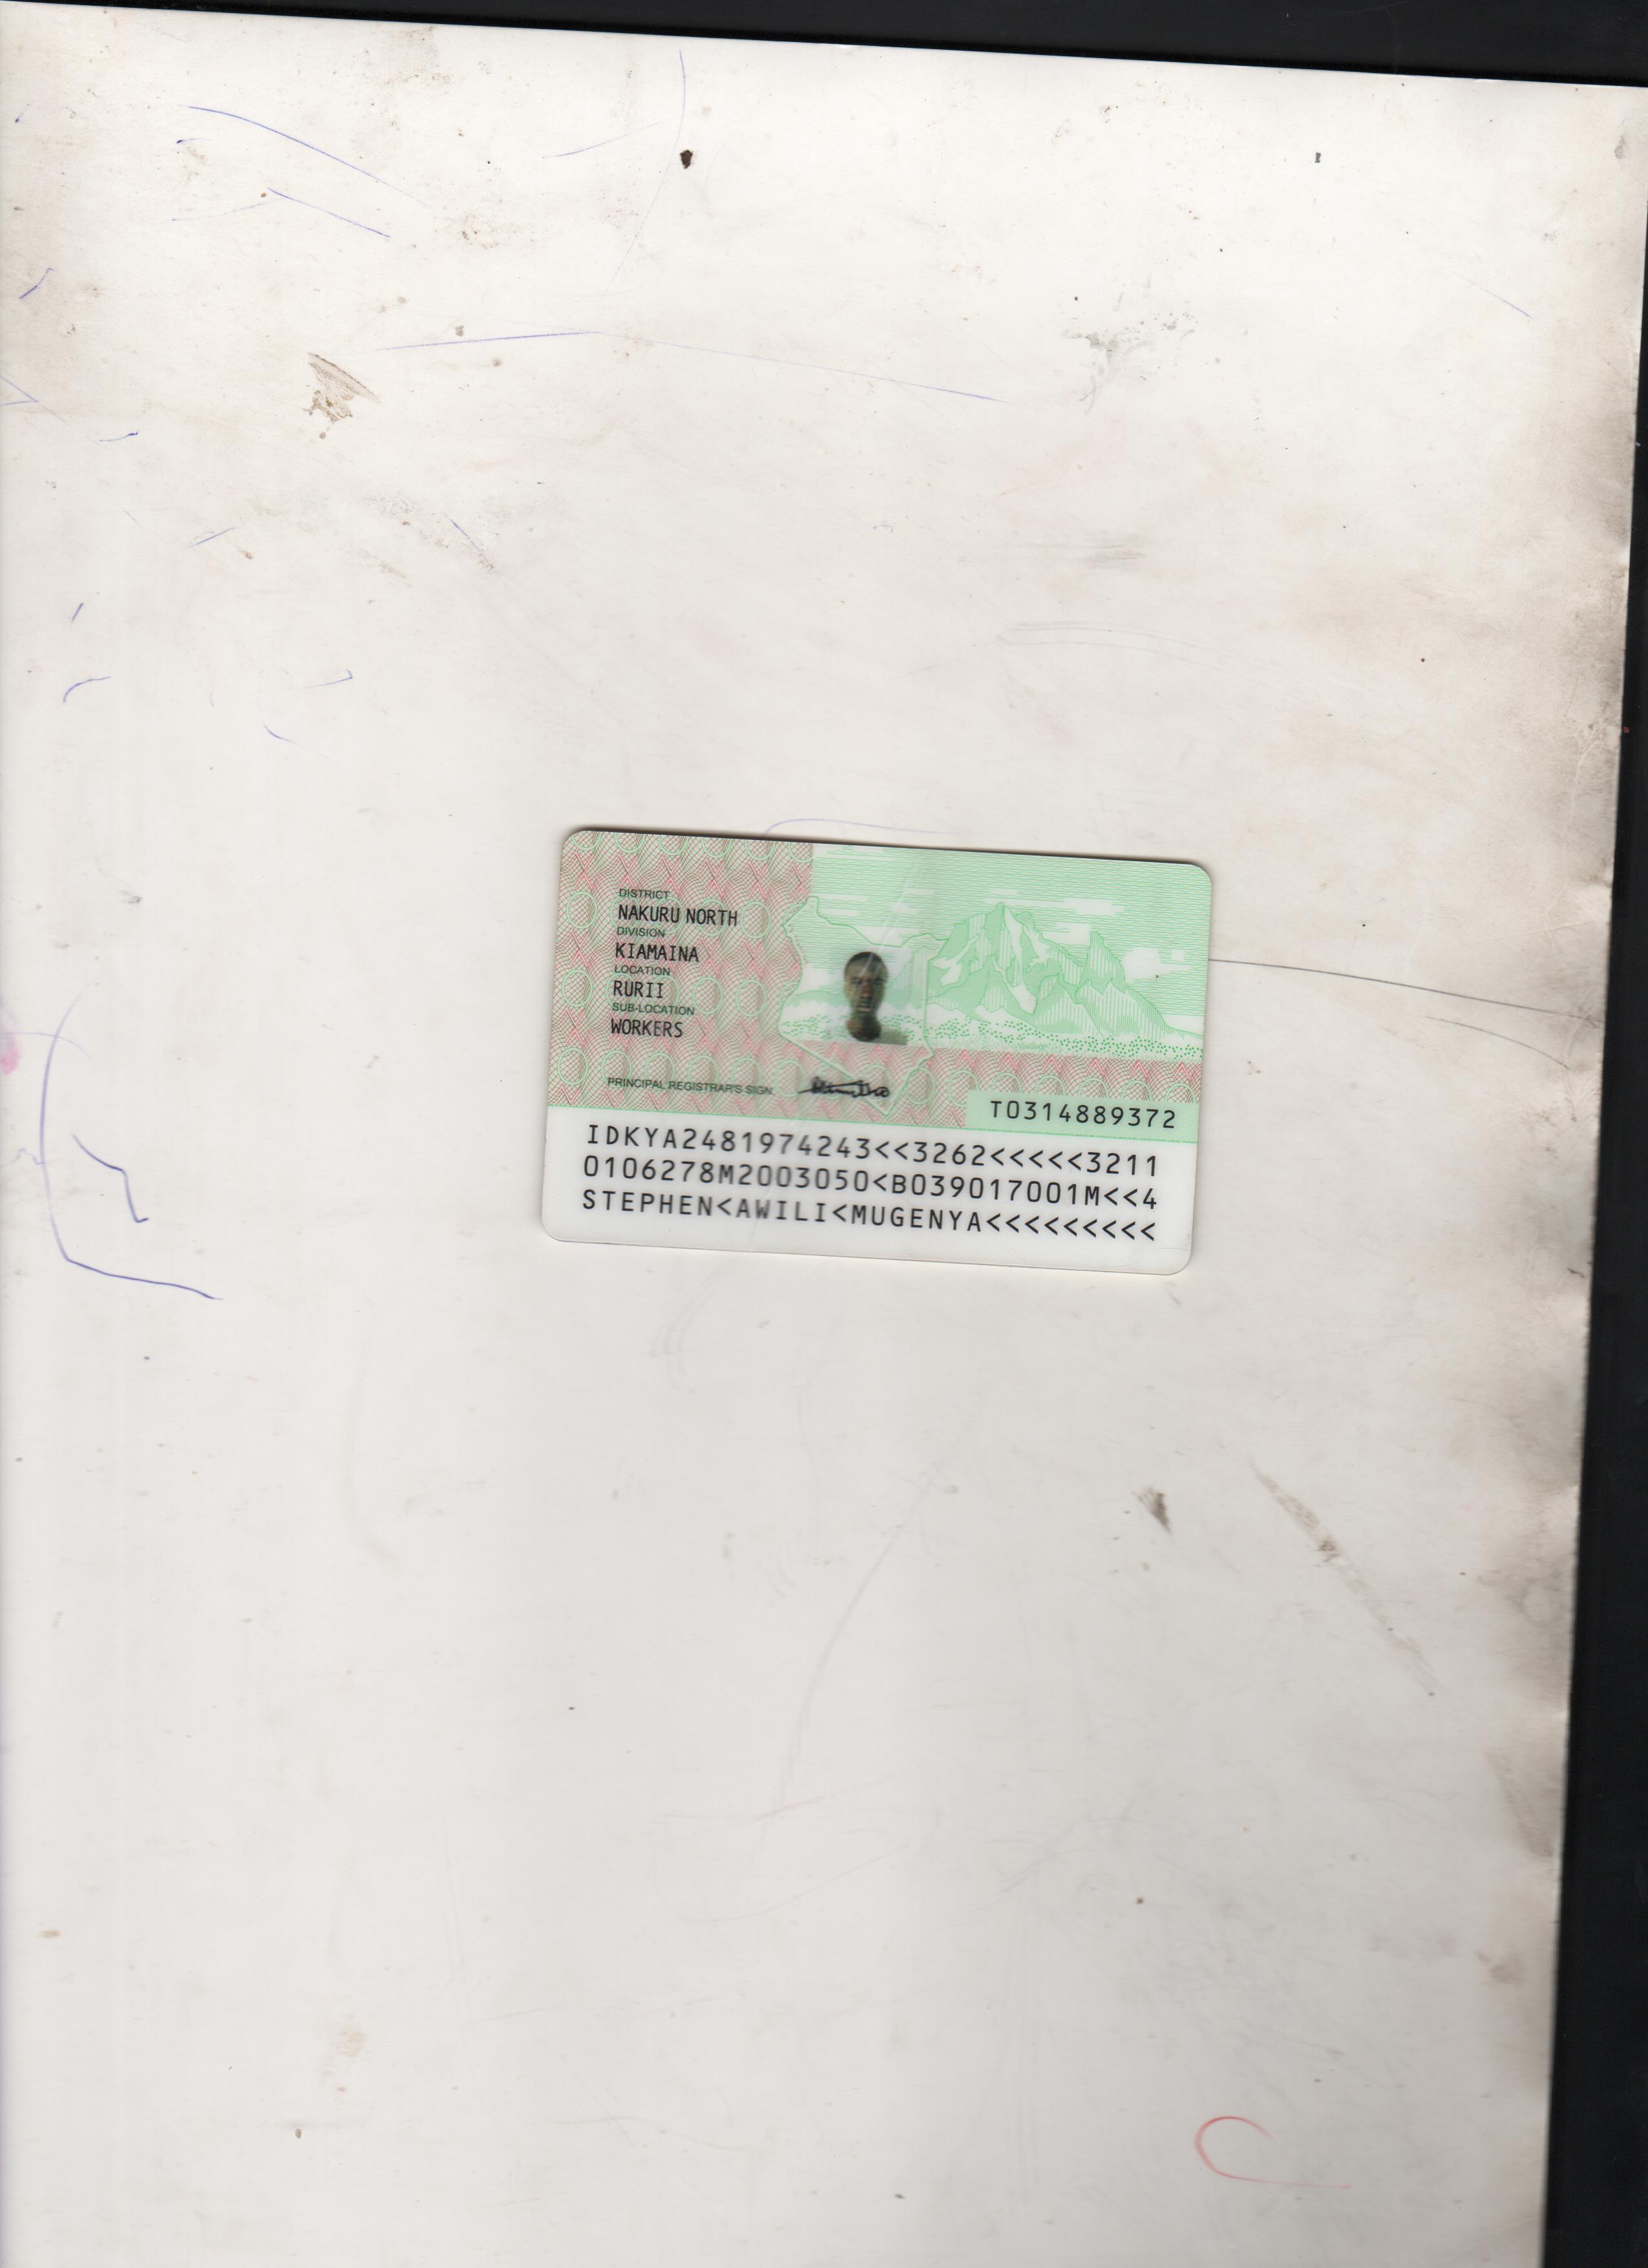 DISTRICT
NAKURU NORTH
DIVISION
KIAMAINA
LOCATION
RURII
SUB-LOCATION
WORKERS
PRINCIPAL REGISTRAR'S SIGN.
T0314889372
IDKYA2481974243<<3262<<<<<3211
0106278M2003050<B039017001M<<4
STEPHEN<AWILI<MUGENYA<<<<<<<<<